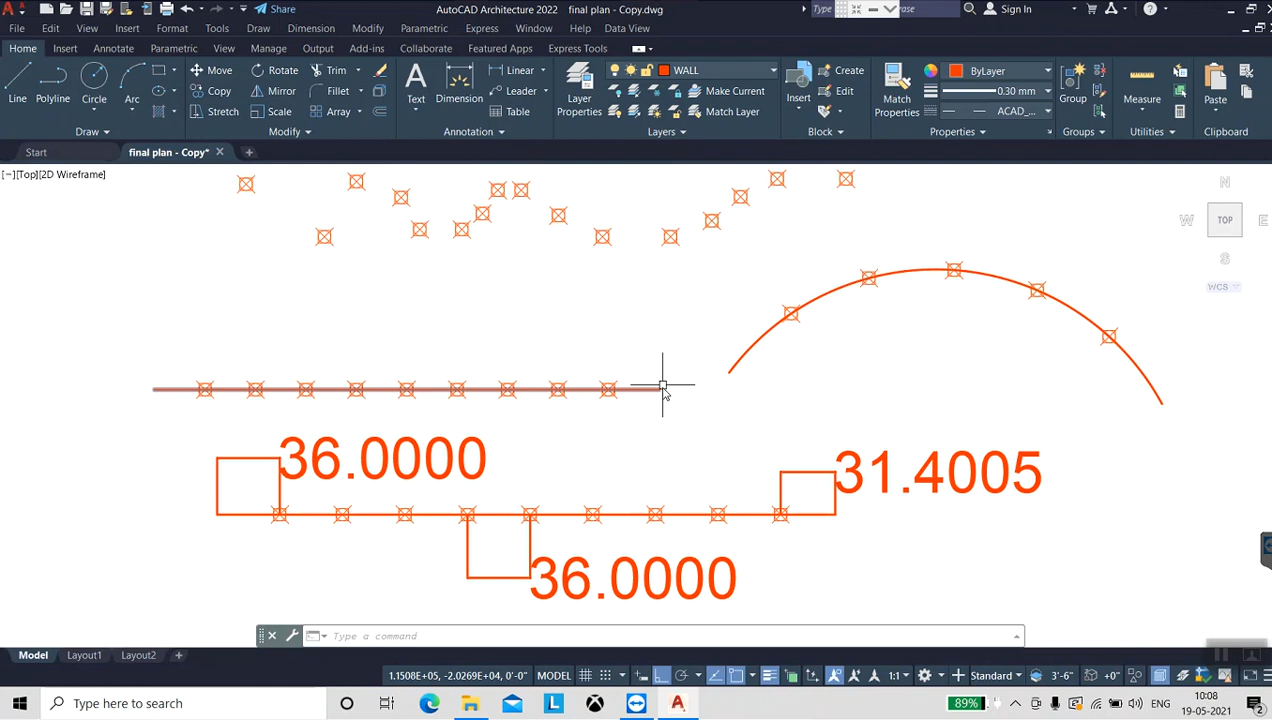 Share
AutoCAD Architecture 2022 final plan - Copy.dwg
Type
phrase
Sign In
File Edit View Insert Format Tools Draw Dimension Modify Parametric Express Window Help Data View
Home Insert Annotate Parametric View Manage Output Add-ins Collaborate Featured Apps Express Tools
Line Polyline Circle Arc
Move Rotate Trim
Copy Mirror Fillet
Stretch Scale Array
Text Dimension
Linear
Leader
Table
Layer Properties
WALL
Make Current
Match Layer
Insert
Create
Edit
Match Properties
ByLayer
0.30 mm
ACAD_...
Group
Measure
Paste
Draw Modify Annotation Layers Block Properties Groups Utilities Clipboard
Start final plan - Copy*
[−][Top][2D Wireframe]
N
W TOP E
S
WCS
36.0000
31.4005
36.0000
Type a command
Model Layout1 Layout2
1.1508E+05, -2.0269E+04, 0'-0" MODEL
1:1
Standard
3'-6"
+0"
Type here to search
L
89%
ENG
10:08
19-05-2021
2